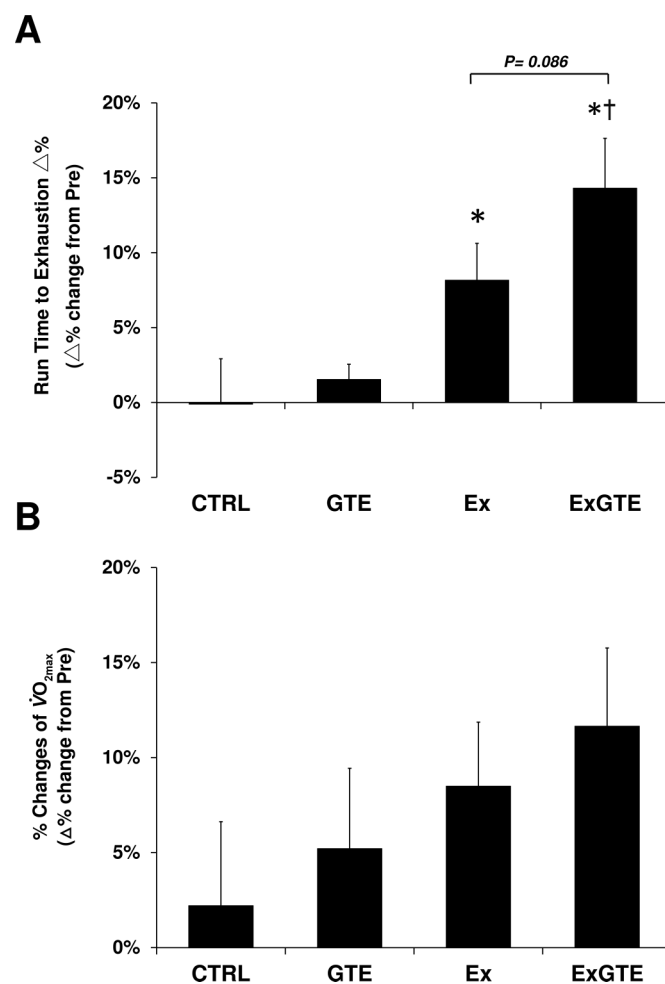 A
P= 0.086
20%
15%
10%
5%
0%
-5%
*
*†
Run Time to Exhaustion △%
(△% change from Pre)
CTRL GTE Ex ExGTE
B
20%
15%
10%
5%
0%
% Changes of V̇O2max
(Δ% change from Pre)
CTRL GTE Ex ExGTE